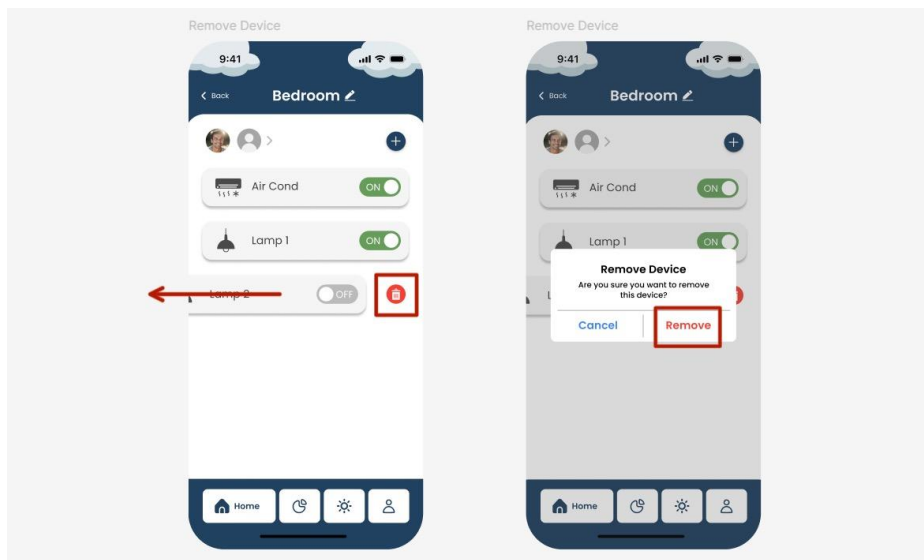 Remove Device
9:41
Back
Bedroom
Air Cond
ON
Lamp 1
ON
Lamp 2
OFF
Home
Remove Device
9:41
Back
Bedroom
Air Cond
ON
Lamp 1
ON
Remove Device
Are you sure you want to remove
this device?
L
Cancel
Remove
Home